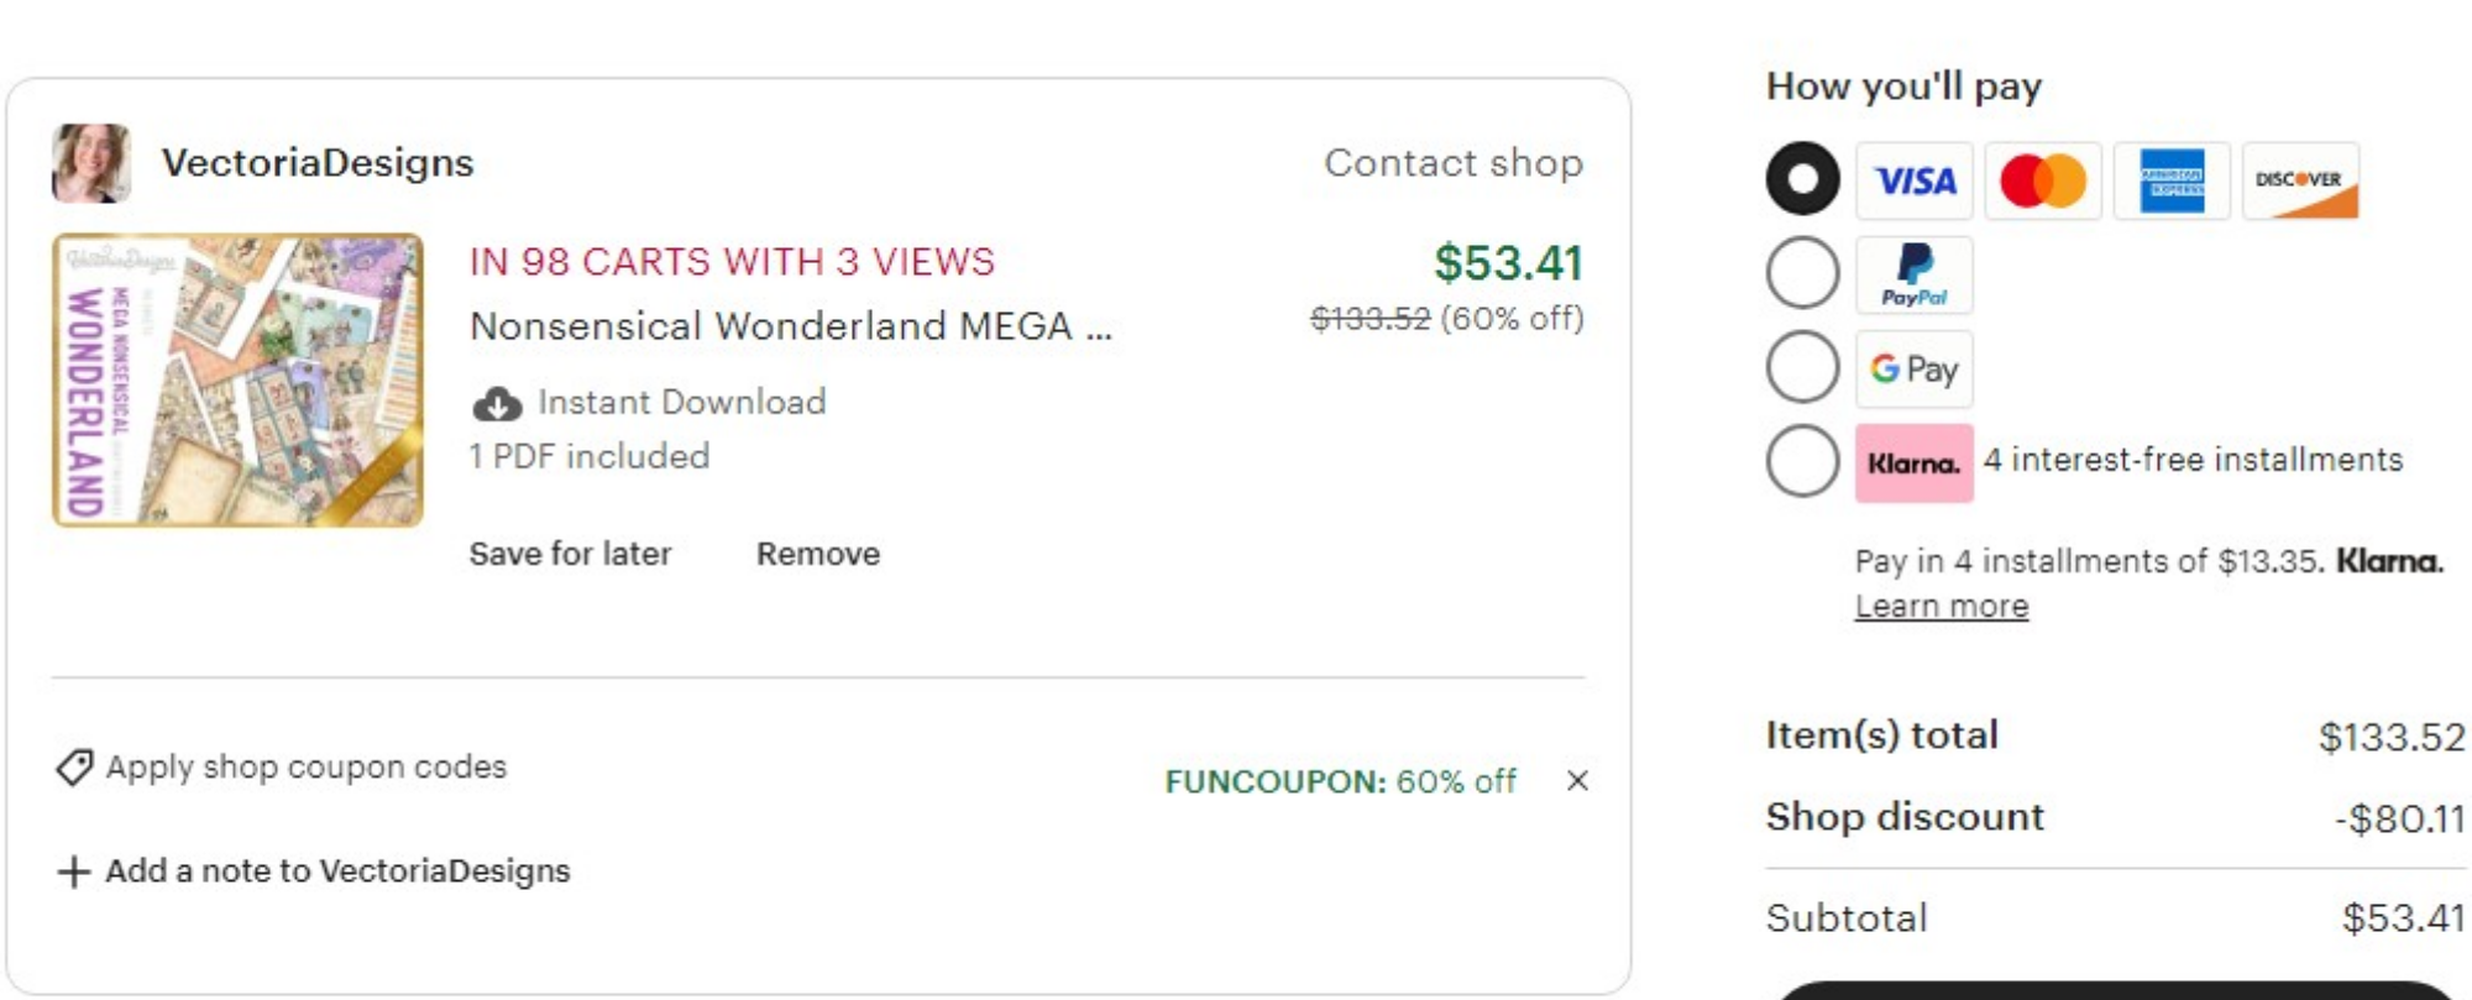 VectoriaDesigns
Contact shop
VectoriaDesigns
WONDERLAND
MEGA NONSENSICAL
IN 98 CARTS WITH 3 VIEWS
Nonsensical Wonderland MEGA ...
Instant Download
1 PDF included
$53.41
$133.52 (60% off)
Save for later
Remove
Apply shop coupon codes
FUNCOUPON: 60% off
Add a note to VectoriaDesigns
How you'll pay
VISA
AMERICAN
EXPRESS
DISCOVER
PayPal
G Pay
Klarna.
4 interest-free installments
Pay in 4 installments of $13.35. Klarna.
Learn more
Item(s) total
$133.52
Shop discount
-$80.11
Subtotal
$53.41